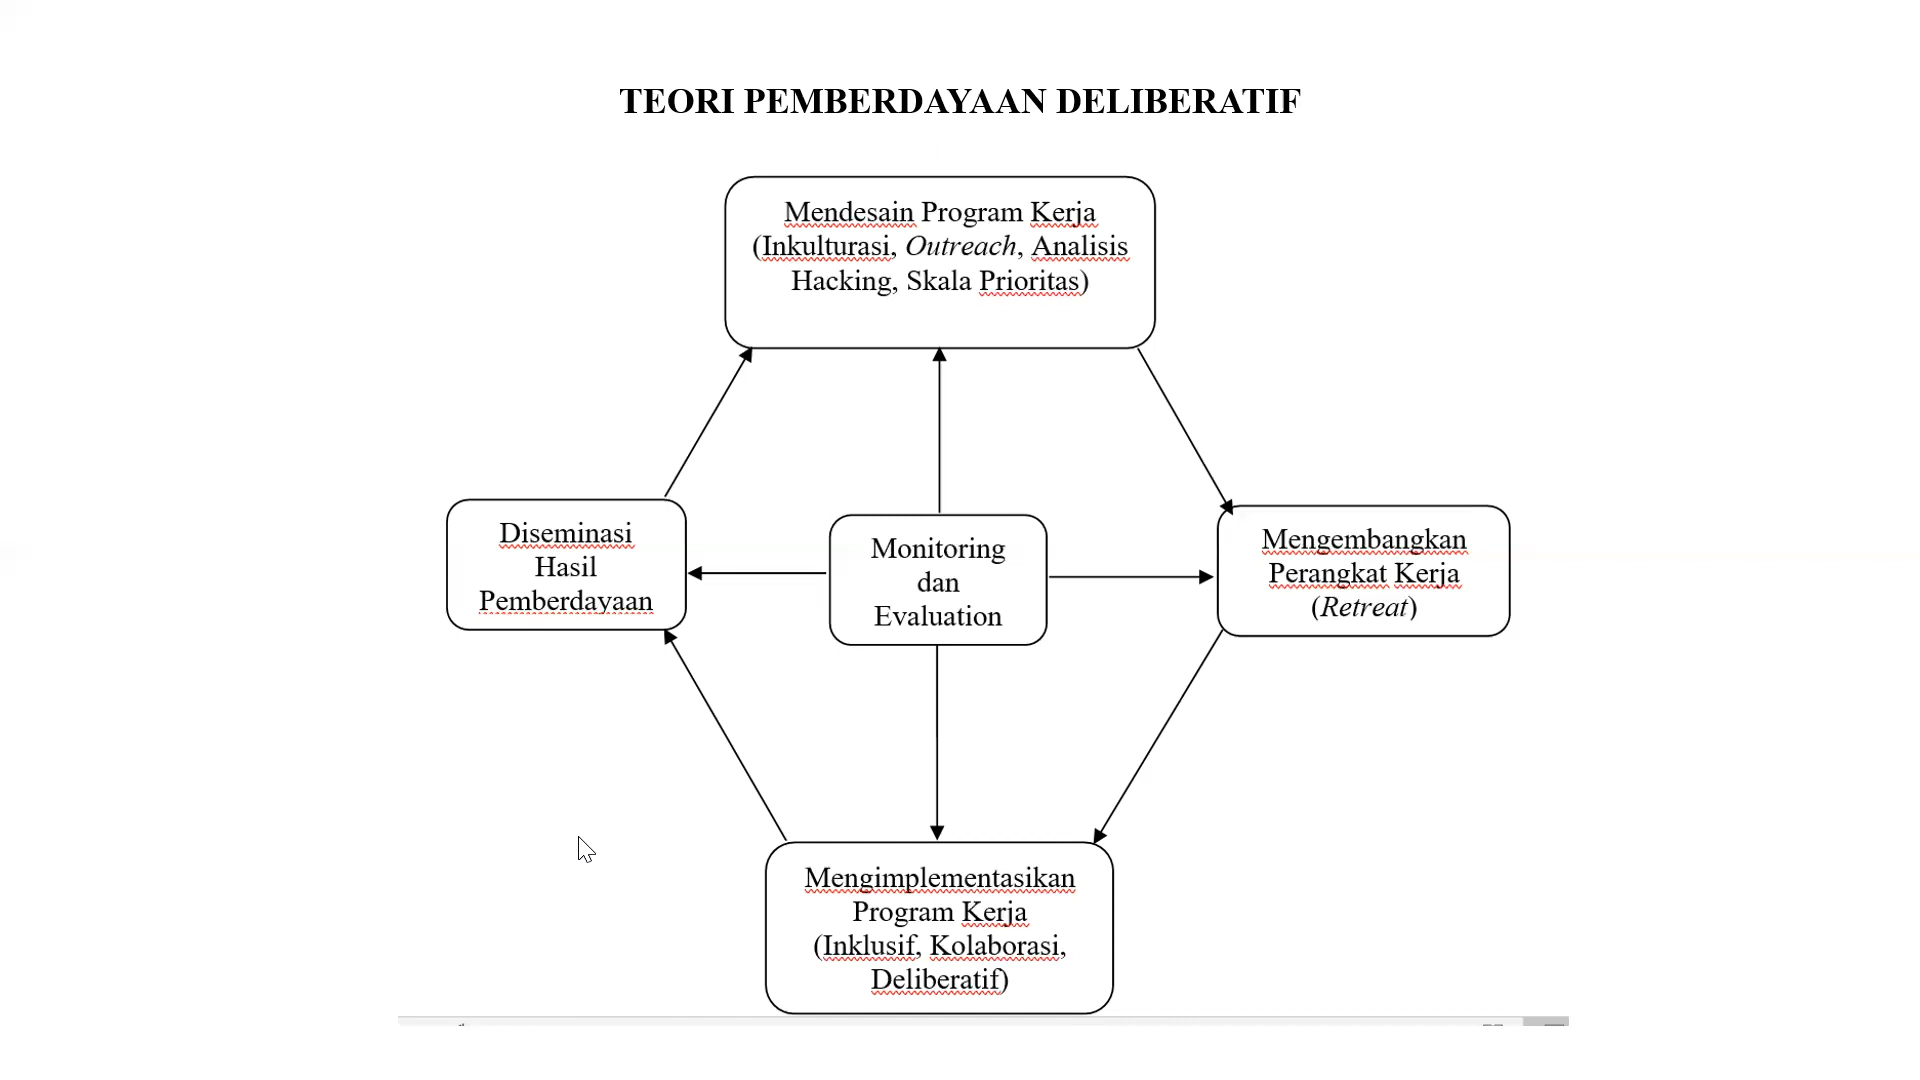 TEORI PEMBERDAYAAN DELIBERATIF
Mendesain Program Kerja
(Inkulturasi, Outreach, Analisis
Hacking, Skala Prioritas)
Diseminasi
Hasil
Pemberdayaan
Monitoring
dan
Evaluation
Mengembangkan
Perangkat Kerja
(Retreat)
Mengimplementasikan
Program Kerja
(Inklusif, Kolaborasi,
Deliberatif)